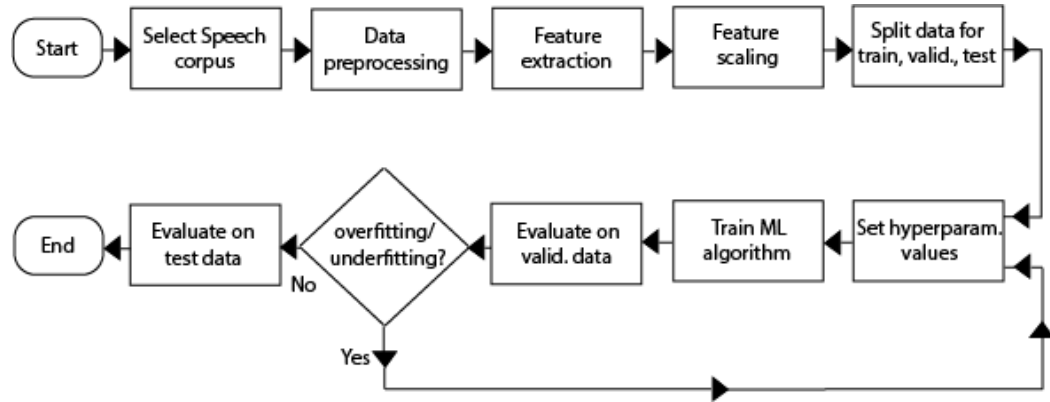 Start
Select Speech
corpus
Data
preprocessing
Feature
extraction
Feature
scaling
Split data for
train, valid., test
Set hyperparam.
values
Train ML
algorithm
Evaluate on
valid. data
overfitting/
underfitting?
No
Yes
Evaluate on
test data
End